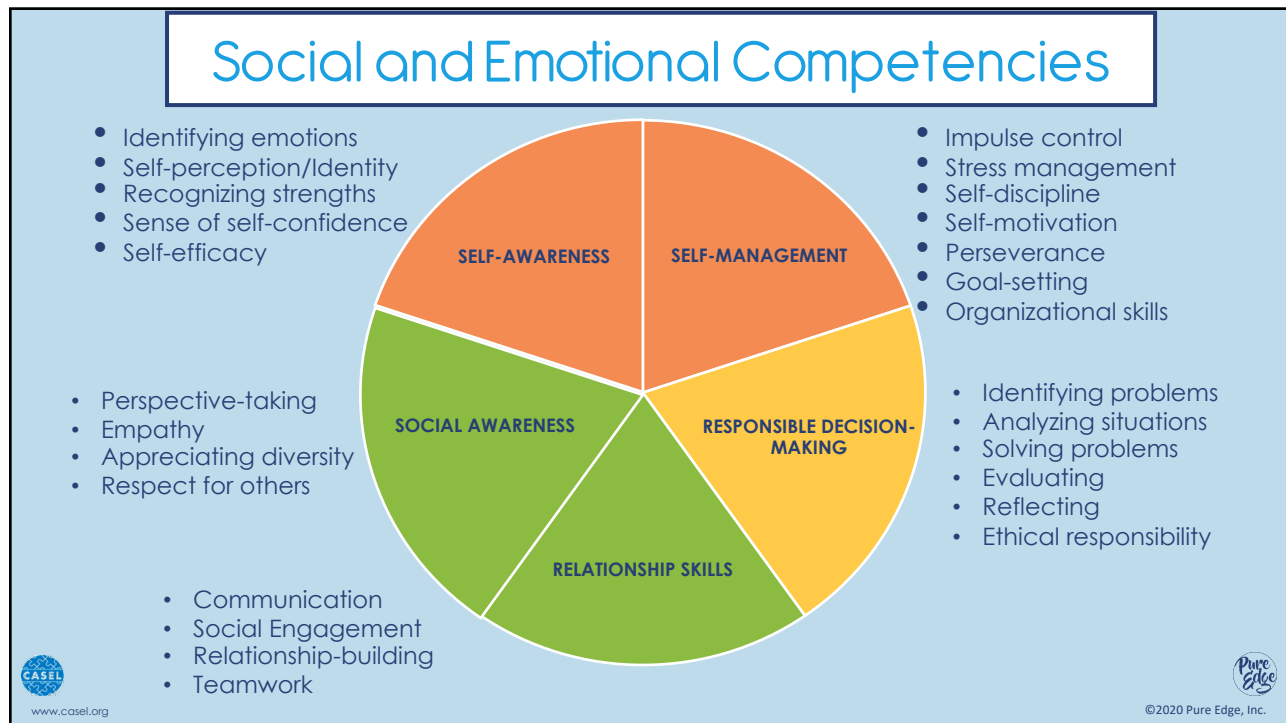 Social and Emotional Competencies
• Identifying emotions
• Self-perception/Identity
• Recognizing strengths
• Sense of self-confidence
• Self-efficacy
• Impulse control
• Stress management
• Self-discipline
• Self-motivation
• Perseverance
• Goal-setting
• Organizational skills
SELF-AWARENESS
SELF-MANAGEMENT
• Perspective-taking
• Empathy
• Appreciating diversity
• Respect for others
SOCIAL AWARENESS
RESPONSIBLE DECISION-
MAKING
• Identifying problems
• Analyzing situations
• Solving problems
• Evaluating
• Reflecting
• Ethical responsibility
RELATIONSHIP SKILLS
• Communication
• Social Engagement
• Relationship-building
• Teamwork
CASEL
www.casel.org
Pure
Edge
©2020 Pure Edge, Inc.